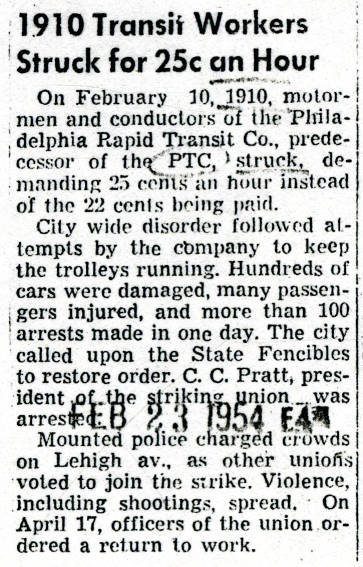 1910 Transit Workers
Struck for 25c an Hour
On February 10, 1910, motor-
men and conductors of the Phila-
delphia Rapid Transit Co., prede-
cessor of the PTC, struck, de-
manding 25 cents an hour instead
of the 22 cents being paid.
City wide disorder followed at-
tempts by the company to keep
the trolleys running. Hundreds of
cars were damaged, many passen-
gers injured, and more than 100
arrests made in one day. The city
called upon the State Fencibles
to restore order. C. C. Pratt, pres-
ident of the striking union was
arrested.
FEB 23 1954
Mounted police charged crowds
on Lehigh av., as other unions
voted to join the strike. Violence,
including shootings, spread. On
April 17, officers of the union or-
dered a return to work.